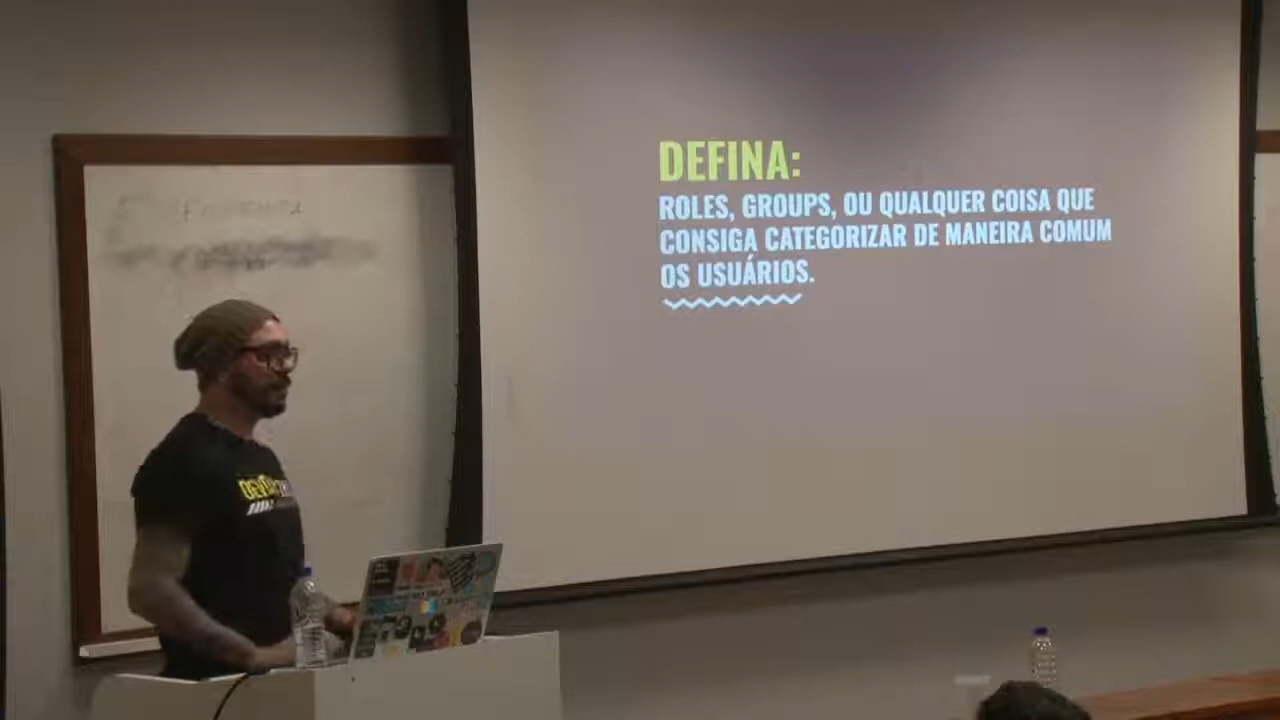 DEFINA:
ROLES, GROUPS, OU QUALQUER COISA QUE
CONSIGA CATEGORIZAR DE MANEIRA COMUM
OS USUÁRIOS.